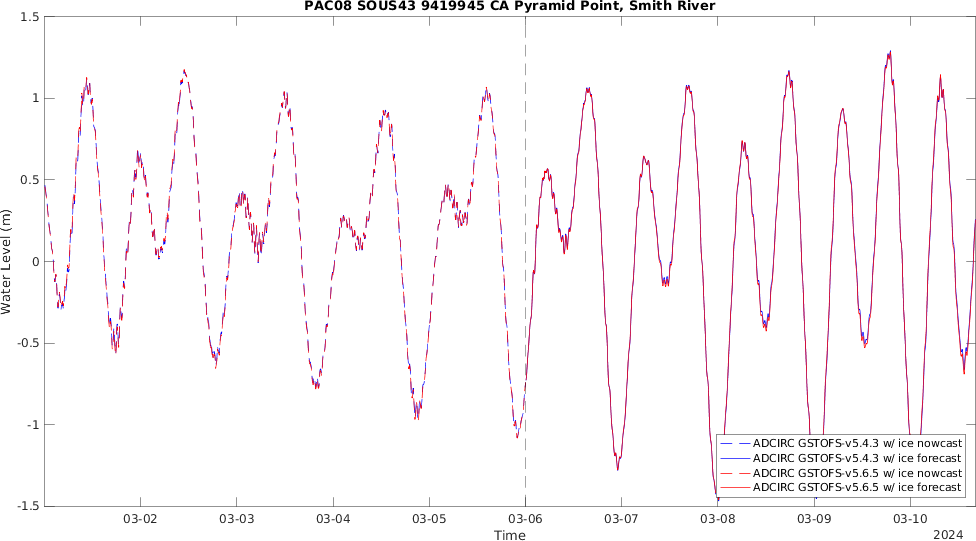 PAC08 SOUS43 9419945 CA Pyramid Point, Smith River
1.5
1
0.5
0
-0.5
-1
-1.5
Water Level (m)
ADCIRC GSTOFS-v5.4.3 w/ ice nowcast
ADCIRC GSTOFS-v5.4.3 w/ ice forecast
ADCIRC GSTOFS-v5.6.5 w/ ice nowcast
ADCIRC GSTOFS-v5.6.5 w/ ice forecast
03-02 03-03 03-04 03-05 03-06 03-07 03-08 03-09 03-10
Time
2024